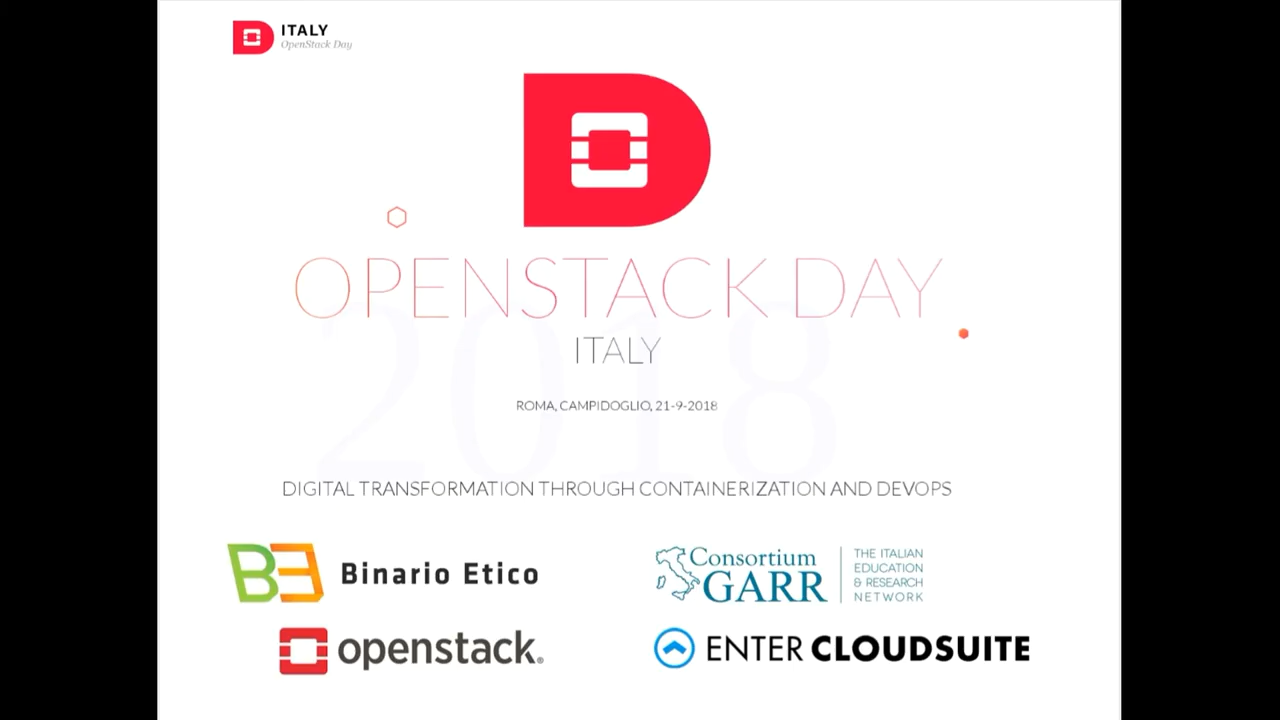 ITALY
OpenStack Day
OPENSTACK DAY
2018
ITALY
ROMA, CAMPIDOGLIO, 21-9-2018
DIGITAL TRANSFORMATION THROUGH CONTAINERIZATION AND DEVOPS
BE Binario Etico
Consortium
GARR
THE ITALIAN
EDUCATION
& RESEARCH
NETWORK
openstack.
ENTER CLOUDSUITE